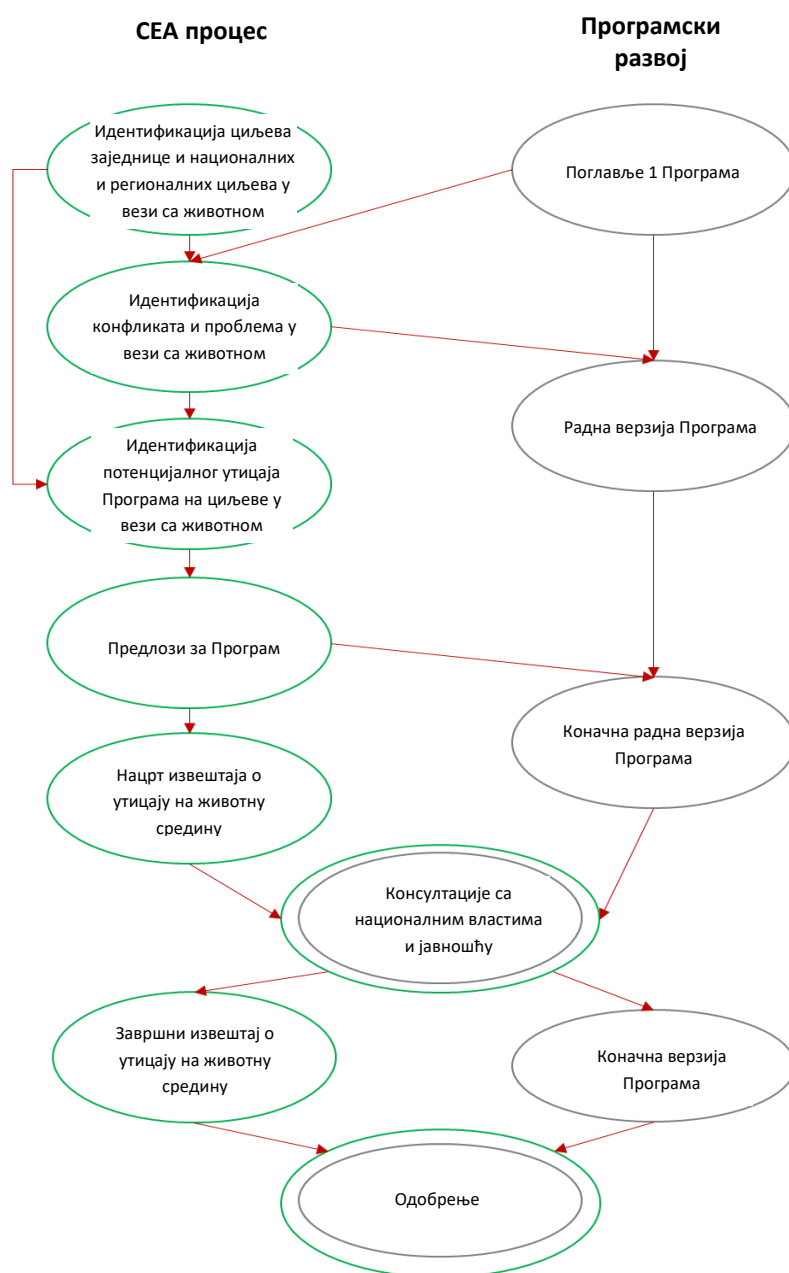 СЕА процес
Програмски
развој
Идентификација циљева
заједнице и националних
и регионалних циљева у
вези са животном
Поглавље 1 Програма
Идентификација
конфликата и проблема у
вези са животном
Радна верзија Програма
Идентификација
потенцијалног утицаја
Програма на циљеве у
вези са животном
Предлози за Програм
Коначна радна верзија
Програма
Нацрт извештаја о
утицају на животну
средину
Консултације са
националним властима
и јавношћу
Завршни извештај о
утицају на животну
средину
Коначна верзија
Програма
Одобрење